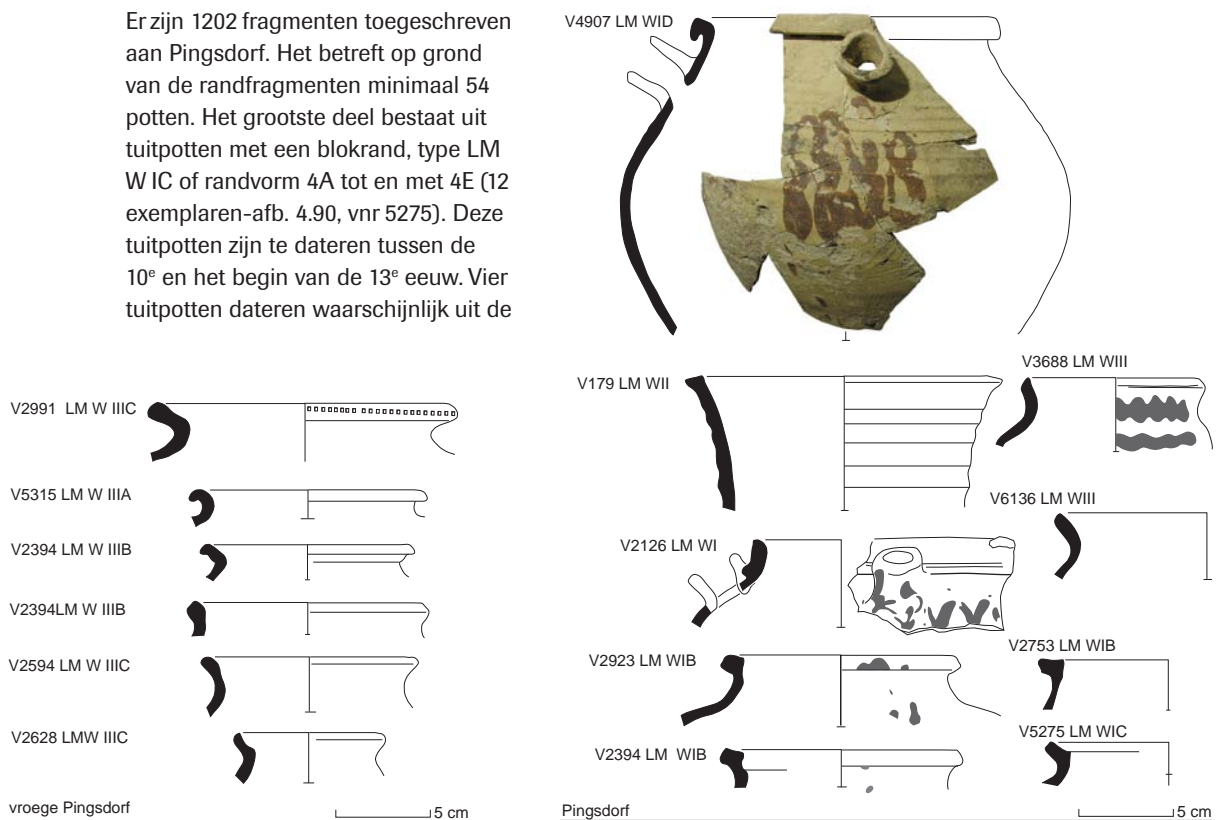 Er zijn 1202 fragmenten toegeschreven
aan Pingsdorf. Het betreft op grond
van de randfragmenten minimaal 54
potten. Het grootste deel bestaat uit
tuitpotten met een blokrand, type LM
W IC of randvorm 4A tot en met 4E (12
exemplaren-afb. 4.90, vnr 5275). Deze
tuitpotten zijn te dateren tussen de
10e en het begin van de 13e eeuw. Vier
tuitpotten dateren waarschijnlijk uit de
V2991 LM W IIIC
V5315 LM W IIIA
V2394 LM W IIIB
V2394LM W IIIB
V2594 LM W IIIC
V2628 LMW IIIC
vroege Pingsdorf
5 cm
V4907 LM WID
V179 LM WII
V3688 LM WIII
V6136 LM WIII
V2126 LM WI
V2923 LM WIB
V2753 LM WIB
V5275 LM WIC
V2394 LM WIB
Pingsdorf
5 cm